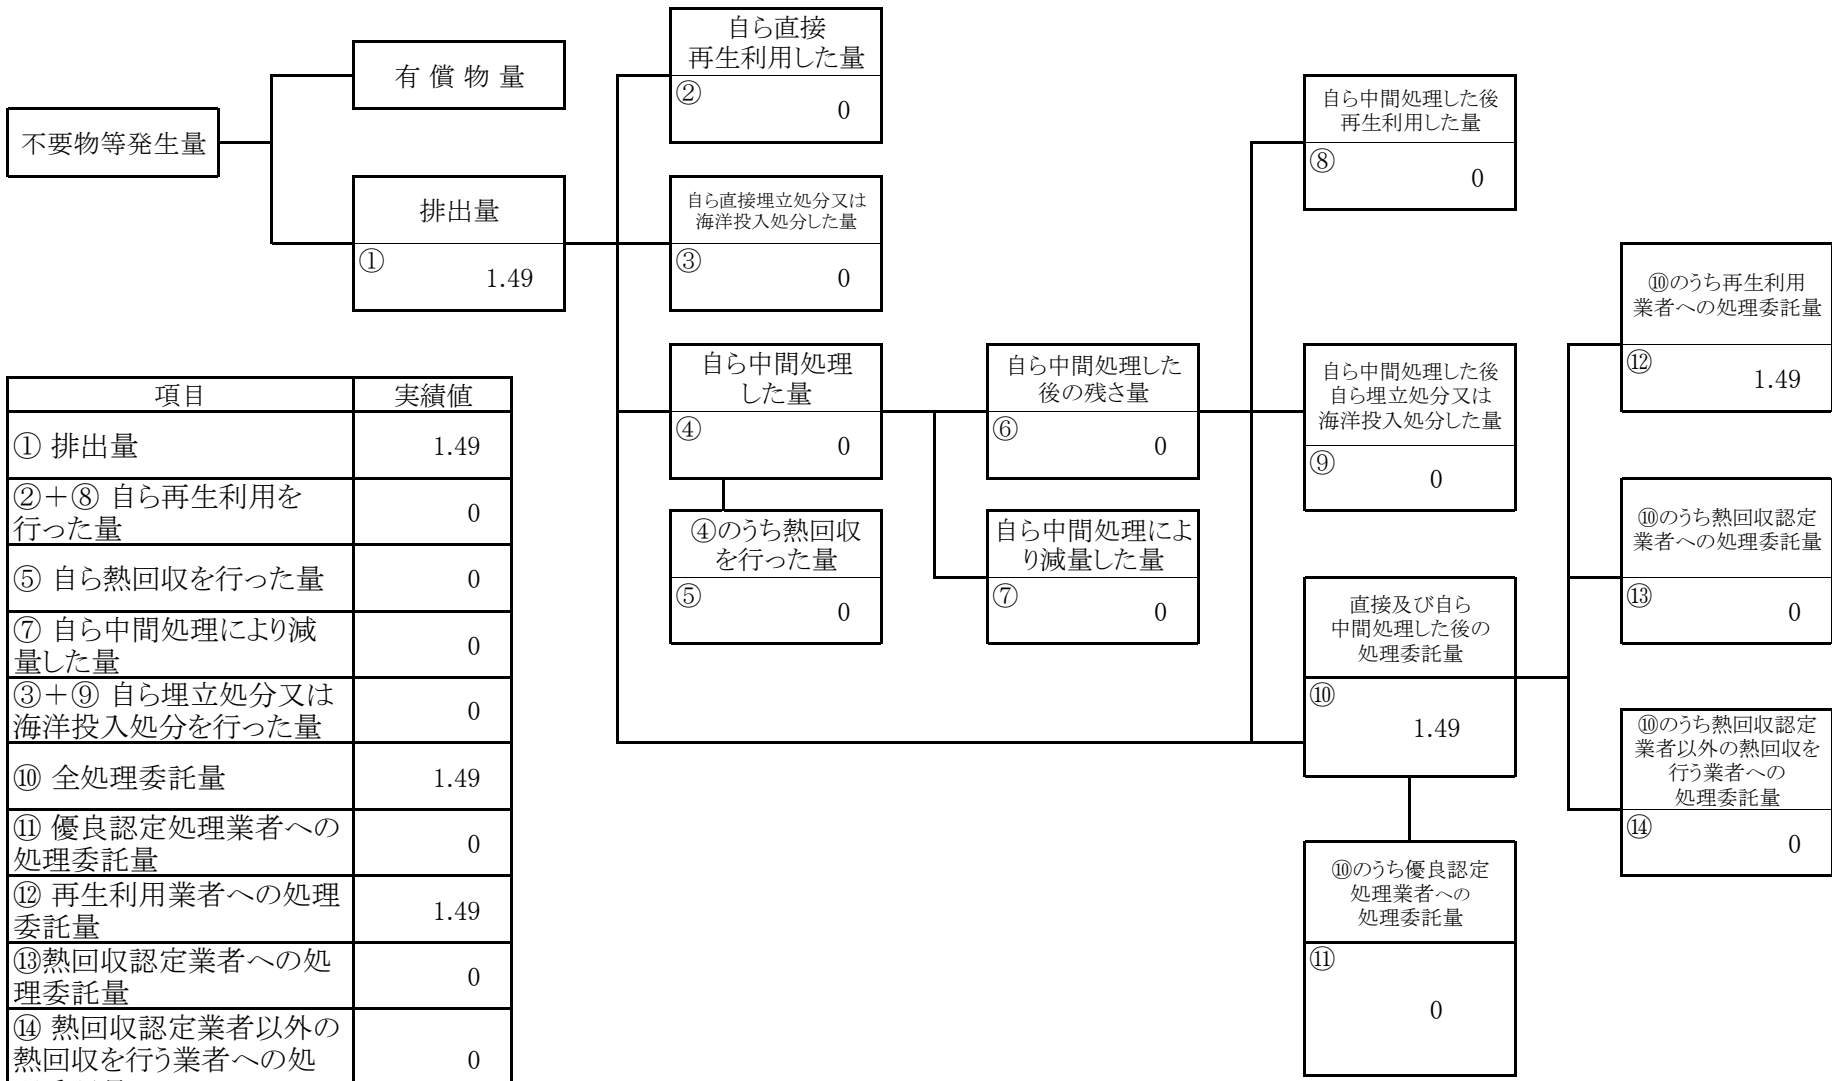 不要物等発生量
有償物量
排出量
①
1.49
自ら直接
再生利用した量
②
0
自ら直接埋立処分又は
海洋投入処分した量
③
0
自ら中間処理
した量
④
0
④のうち熱回収
を行った量
⑤
0
自ら中間処理した
後の残さ量
⑥
0
自ら中間処理によ
り減量した量
⑦
0
自ら中間処理した後
再生利用した量
⑧
0
自ら中間処理した後
自ら埋立処分又は
海洋投入処分した量
⑨
0
直接及び自ら
中間処理した後の
処理委託量
⑩
1.49
⑩のうち優良認定
処理業者への
処理委託量
⑪
0
⑩のうち再生利用
業者への処理委託量
⑫
1.49
⑩のうち熱回収認定
業者への処理委託量
⑬
0
⑩のうち熱回収認定
業者以外の熱回収を
行う業者への
処理委託量
⑭
0
項目 実績値
① 排出量 1.49
②＋⑧ 自ら再生利用を
行った量 0
⑤ 自ら熱回収を行った量 0
⑦ 自ら中間処理により減
量した量 0
③＋⑨ 自ら埋立処分又は
海洋投入処分を行った量 0
⑩ 全処理委託量 1.49
⑪ 優良認定処理業者への
処理委託量 0
⑫ 再生利用業者への処理
委託量 1.49
⑬熱回収認定業者への処
理委託量 0
⑭ 熱回収認定業者以外の
熱回収を行う業者への処 0